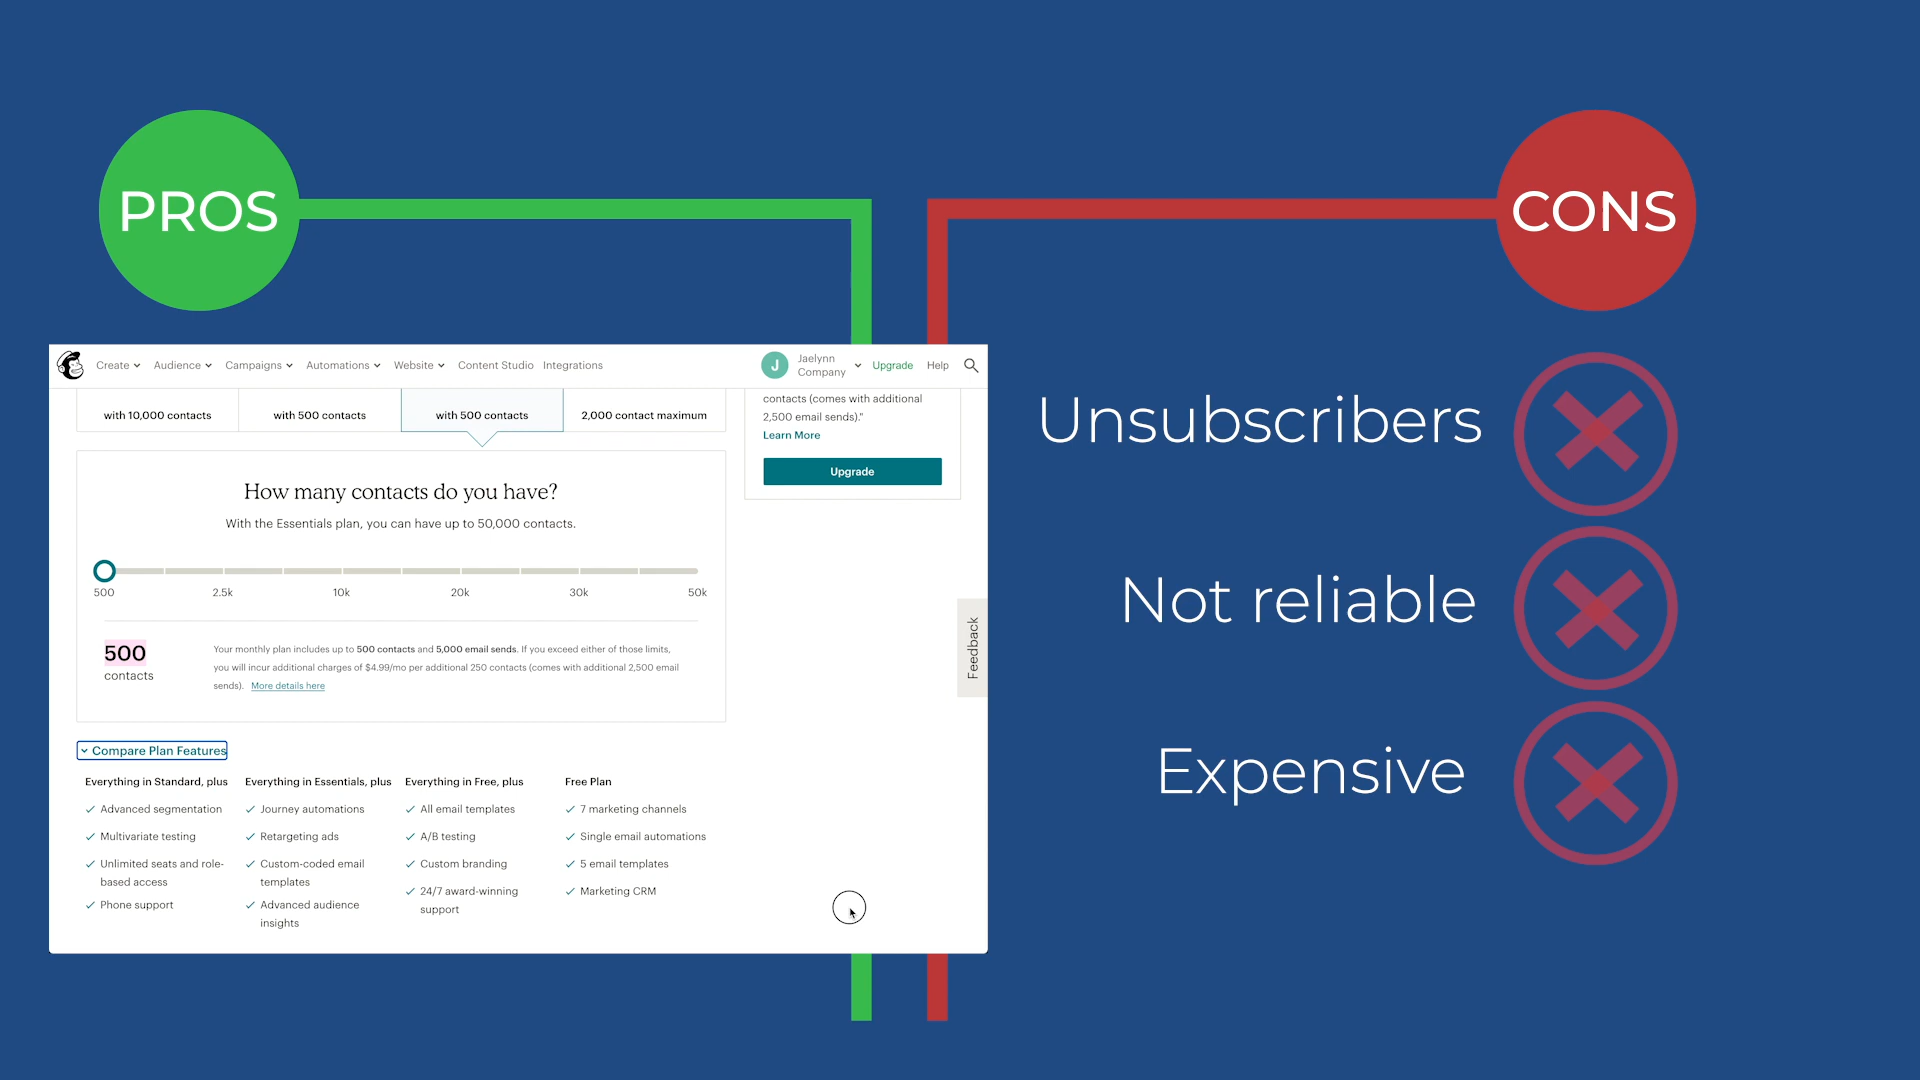 PROS
CONS
Create
Audience
Campaigns
Automations
Website
Content Studio
Integrations
J
Jaelynn
Company
Upgrade
Help
with 10,000 contacts
with 500 contacts
with 500 contacts
2,000 contact maximum
contacts (comes with additional
2,500 email sends)."
Learn More
Upgrade
How many contacts do you have?
With the Essentials plan, you can have up to 50,000 contacts.
500
2.5k
10k
20k
30k
50k
500
contacts
Your monthly plan includes up to 500 contacts and 5,000 email sends. If you exceed either of those limits,
you will incur additional charges of $4.99/mo per additional 250 contacts (comes with additional 2,500 email
sends). More details here
Feedback
Compare Plan Features
Everything in Standard, plus
Advanced segmentation
Multivariate testing
Unlimited seats and role-
based access
Phone support
Everything in Essentials, plus
Journey automations
Retargeting ads
Custom-coded email
templates
Advanced audience
insights
Everything in Free, plus
All email templates
A/B testing
Custom branding
24/7 award-winning
support
Free Plan
7 marketing channels
Single email automations
5 email templates
Marketing CRM
Unsubscribers
Not reliable
Expensive